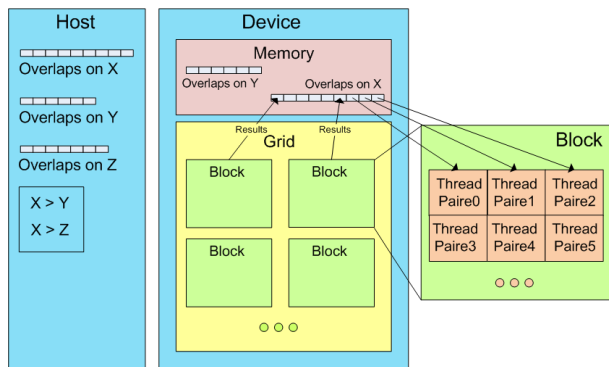 Host
Overlaps on X
Overlaps on Y
Overlaps on Z
X > Y
X > Z
Device
Memory
Overlaps on Y
Overlaps on X
Results
Results
Grid
Block
Block
Block
Block
Block
Thread
Paire0
Thread
Paire1
Thread
Paire2
Thread
Paire3
Thread
Paire4
Thread
Paire5